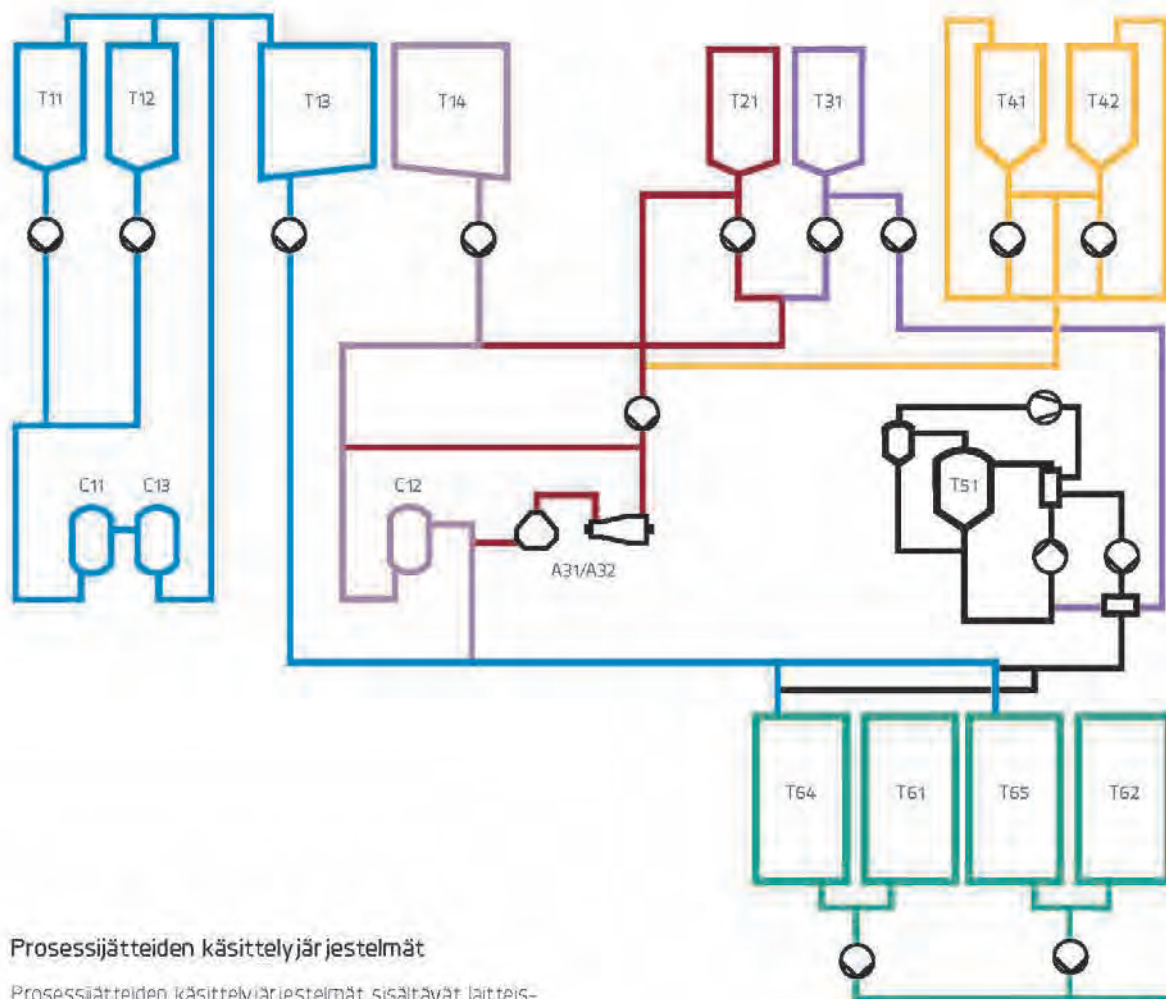 T11
T12
T13
T14
T21
T31
T41
T42
T51
C11
C13
C12
A31/A32
T64
T61
T65
T62
Prosessijätteiden käsittelyjärjestelmät
Prosessijätteiden käsittelyjärjestelmät sisältävät laitteis-